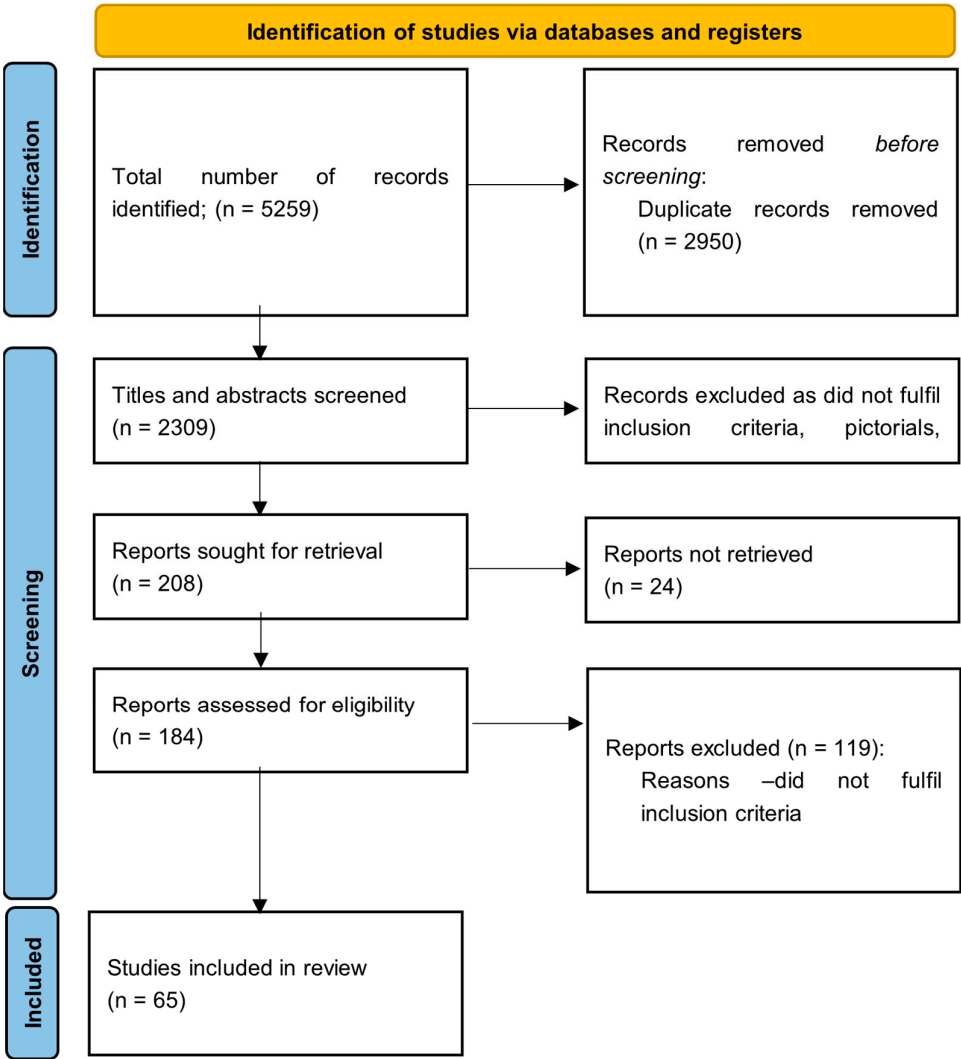 Identification of studies via databases and registers
Identification
Total number of records
identified; (n = 5259)
Records removed before
screening:
Duplicate records removed
(n = 2950)
Screening
Titles and abstracts screened
(n = 2309)
Records excluded as did not fulfil
inclusion criteria, pictorials,
Reports sought for retrieval
(n = 208)
Reports not retrieved
(n = 24)
Reports assessed for eligibility
(n = 184)
Reports excluded (n = 119):
Reasons –did not fulfil
inclusion criteria
Included
Studies included in review
(n = 65)